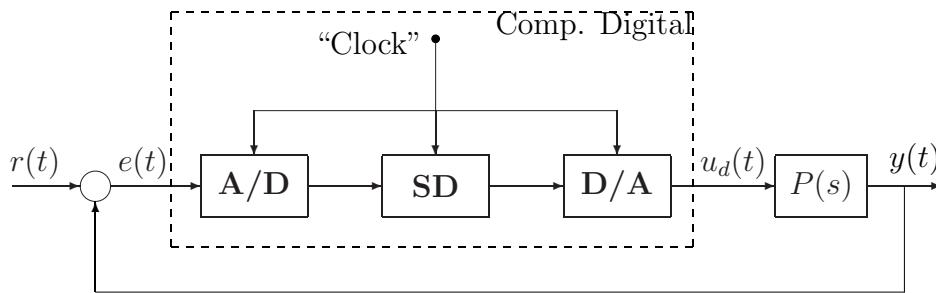 Comp. Digital
“Clock”
r(t)
e(t)
A/D
SD
D/A
u_d(t)
P(s)
y(t)